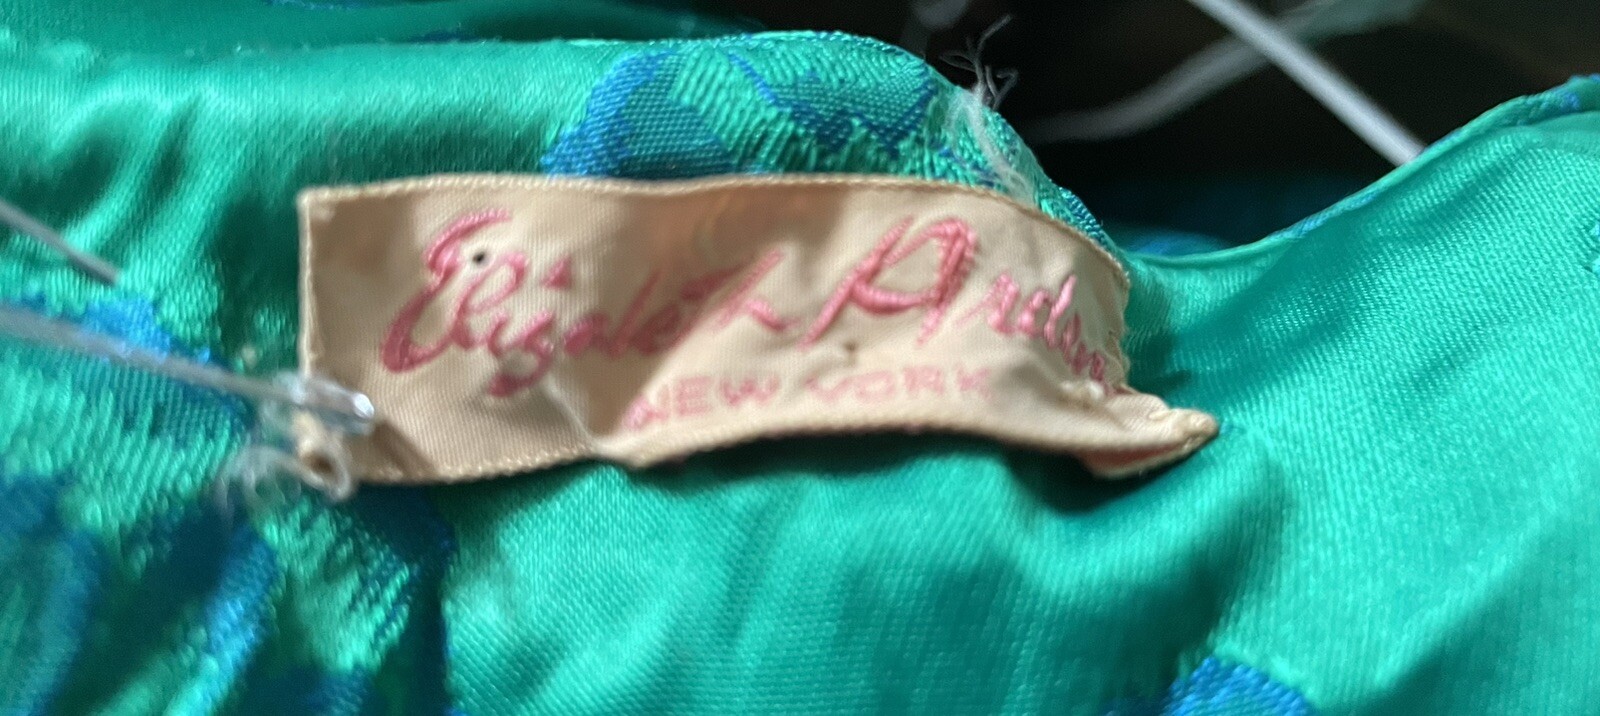 Elizabeth Arden
NEW YORK